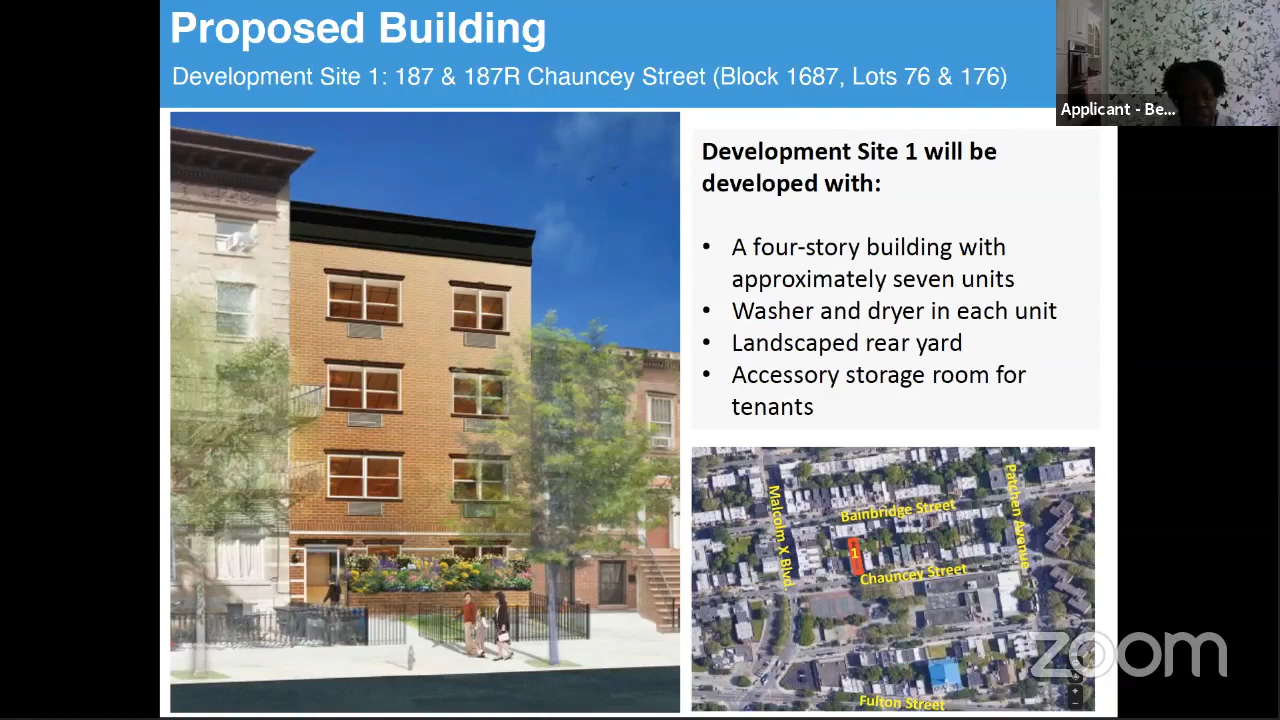 Proposed Building
Development Site 1: 187 & 187R Chauncey Street (Block 1687, Lots 76 & 176)
Applicant - Be...
Development Site 1 will be
developed with:
• A four-story building with
approximately seven units
• Washer and dryer in each unit
• Landscaped rear yard
• Accessory storage room for
tenants
Malcolm X Blvd
Bainbridge Street
Patchen Avenue
1
Chauncey Street
Fulton Street
zoom